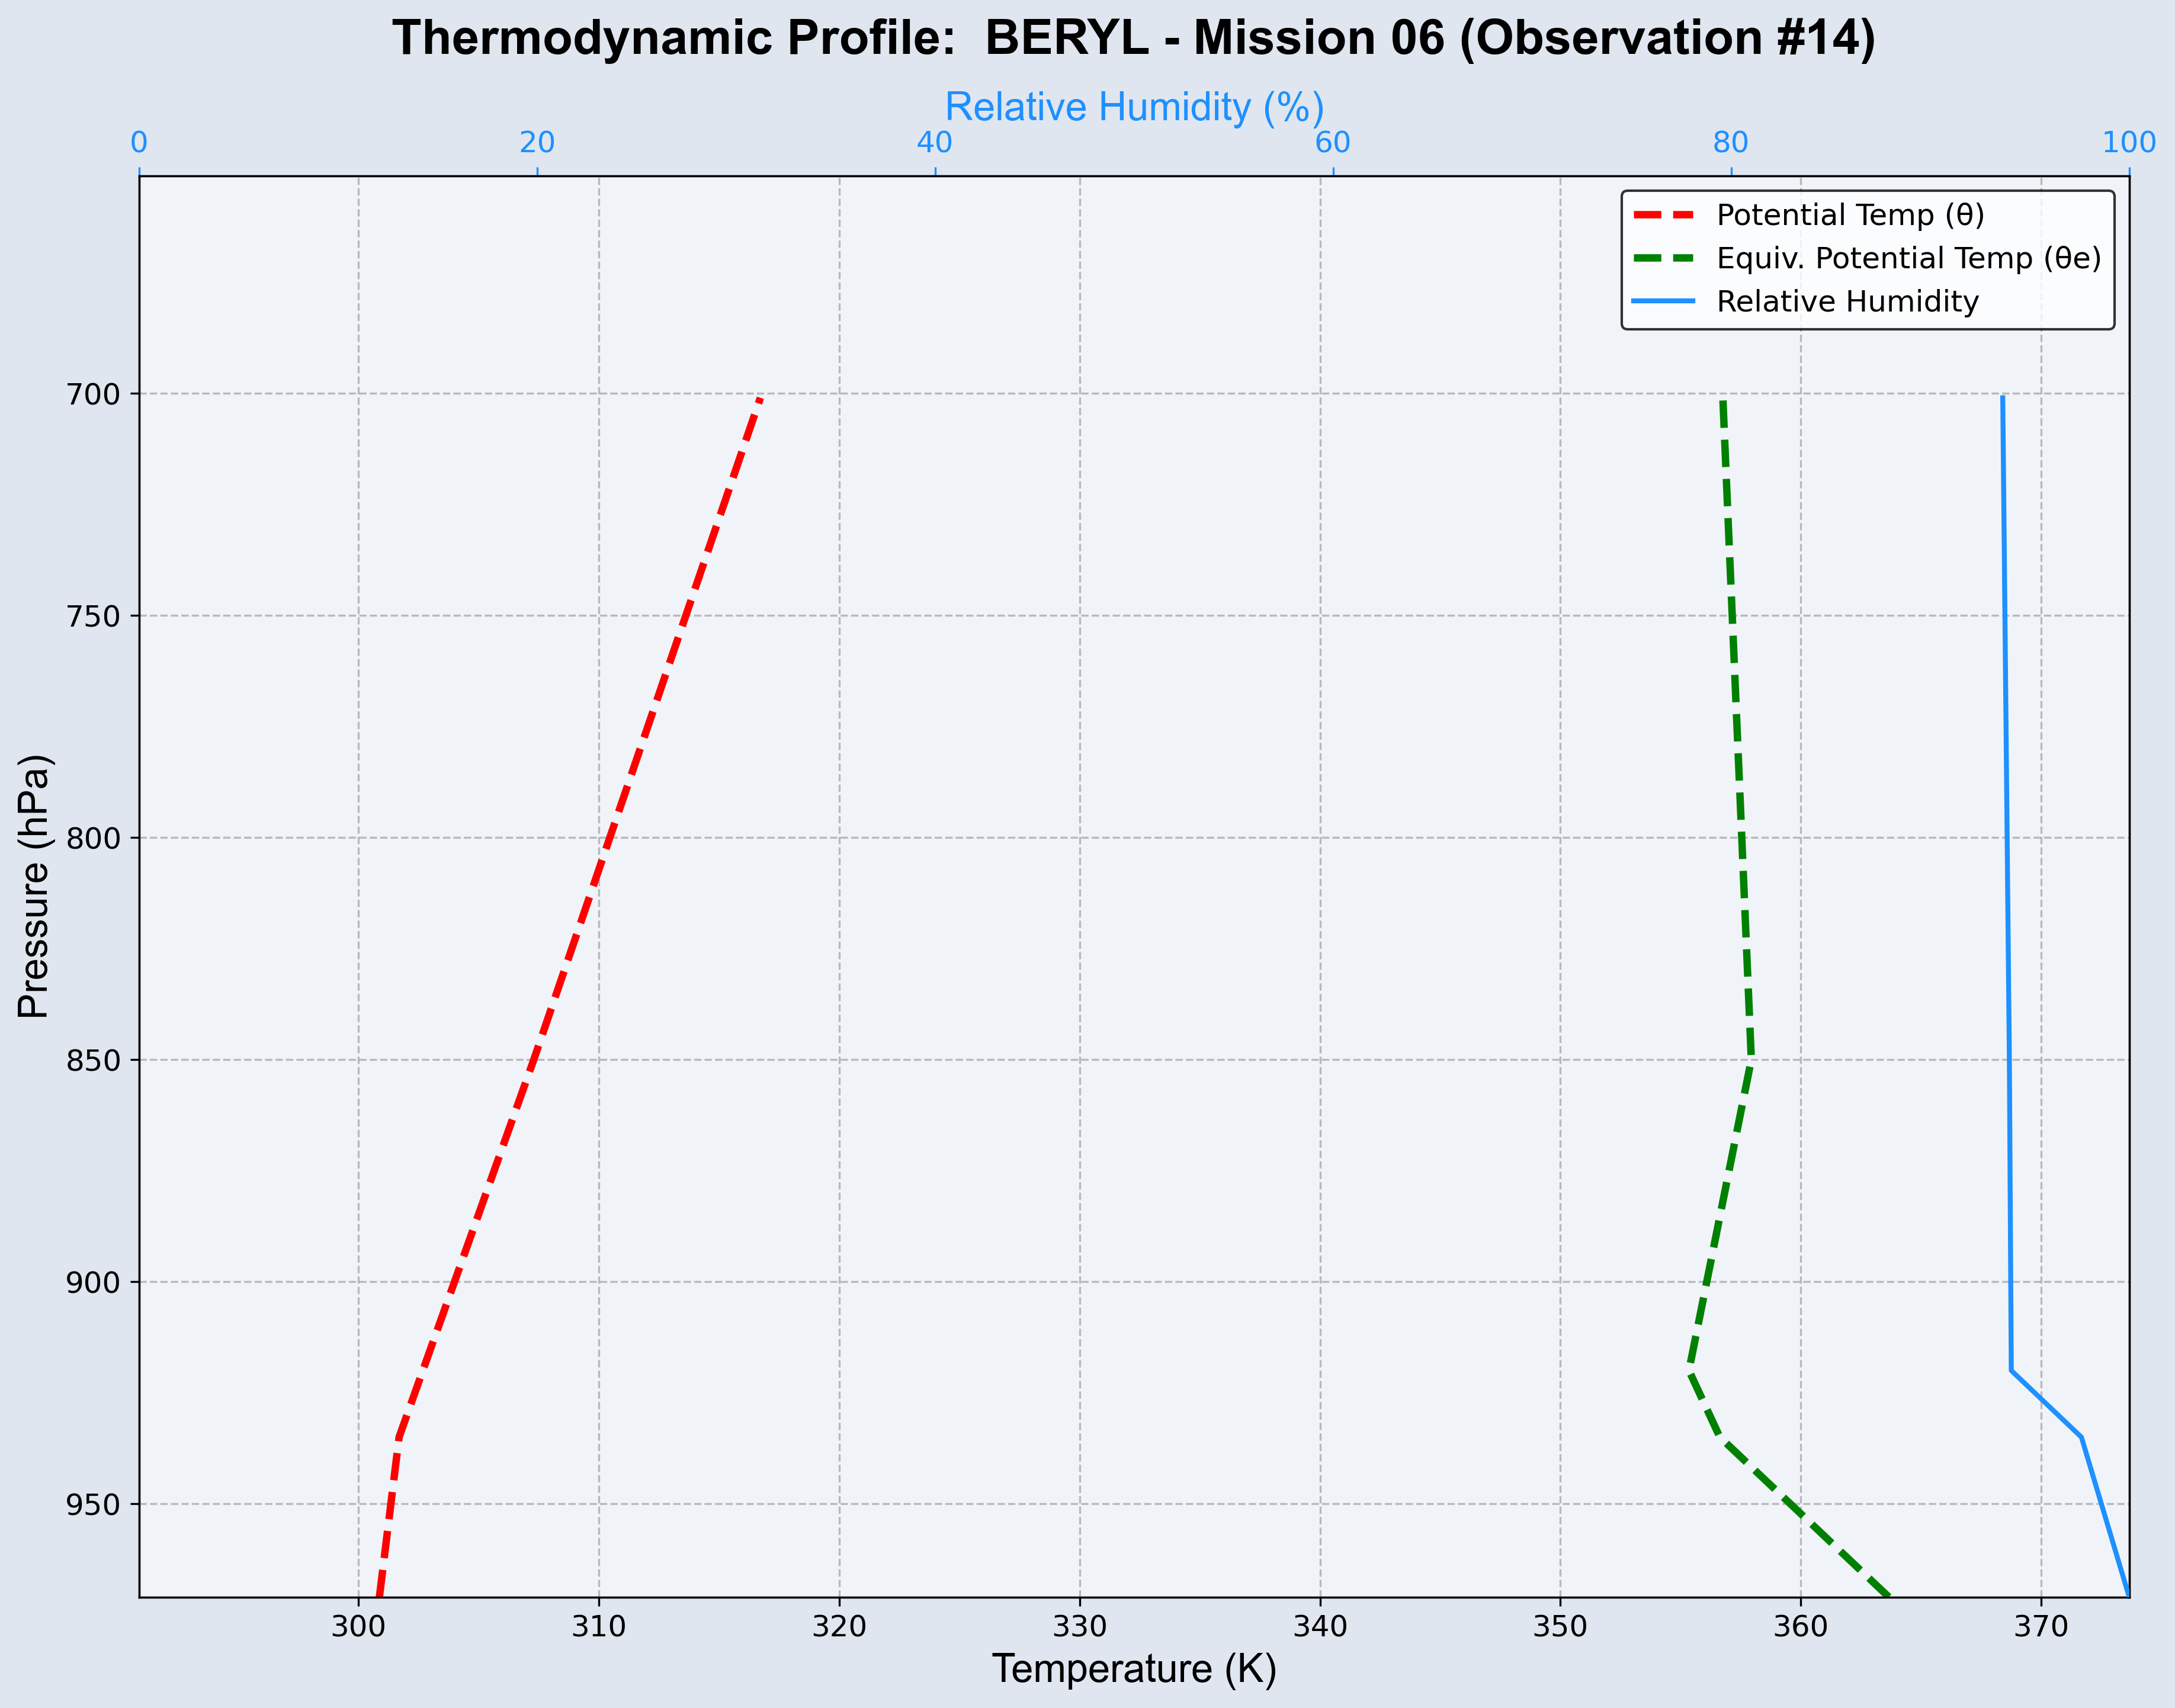 Thermodynamic Profile:  BERYL - Mission 06 (Observation #14)
Relative Humidity (%)
0 20 40 60 80 100
Potential Temp (θ)
Equiv. Potential Temp (θe)
Relative Humidity
Pressure (hPa)
700
750
800
850
900
950
300 310 320 330 340 350 360 370
Temperature (K)